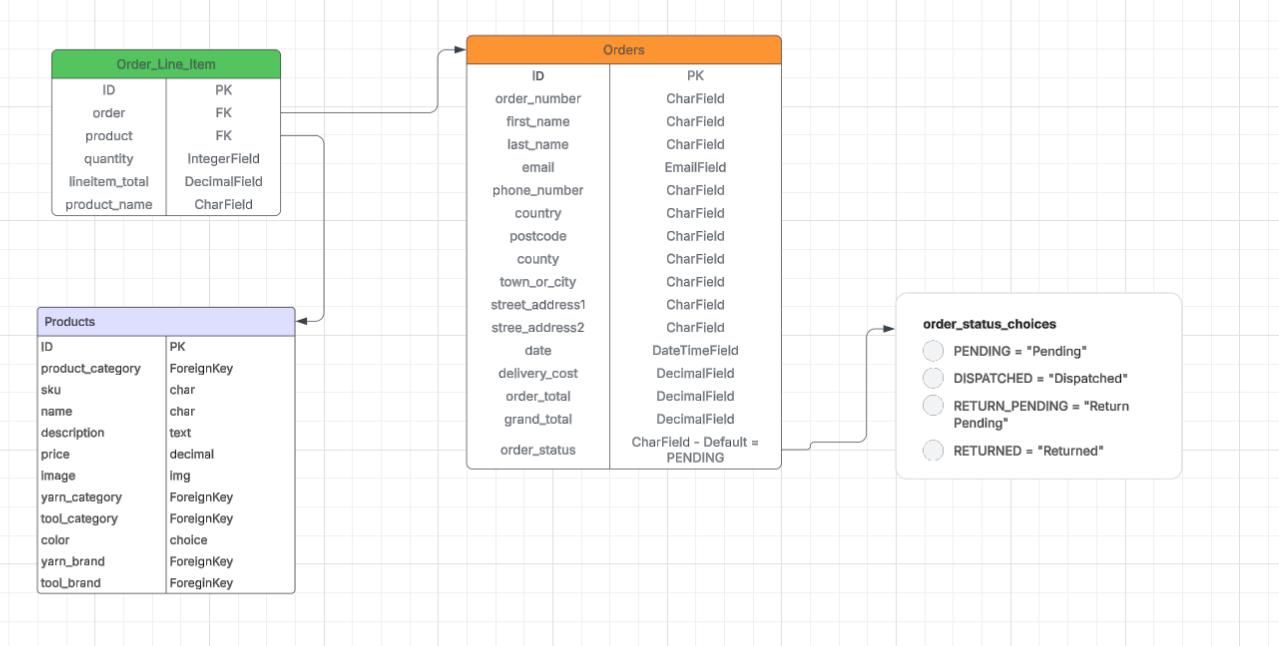 Order_Line_Item
ID PK
order FK
product FK
quantity IntegerField
lineitem_total DecimalField
product_name CharField
Orders
ID PK
order_number CharField
first_name CharField
last_name CharField
email EmailField
phone_number CharField
country CharField
postcode CharField
county CharField
town_or_city CharField
street_address1 CharField
stree_address2 CharField
date DateTimeField
delivery_cost DecimalField
order_total DecimalField
grand_total DecimalField
order_status CharField - Default =
PENDING
Products
ID PK
product_category ForeignKey
sku char
name char
description text
price decimal
image img
yarn_category ForeignKey
tool_category ForeignKey
color choice
yarn_brand ForeignKey
tool_brand ForeginKey
order_status_choices
PENDING = "Pending"
DISPATCHED = "Dispatched"
RETURN_PENDING = "Return
Pending"
RETURNED = "Returned"